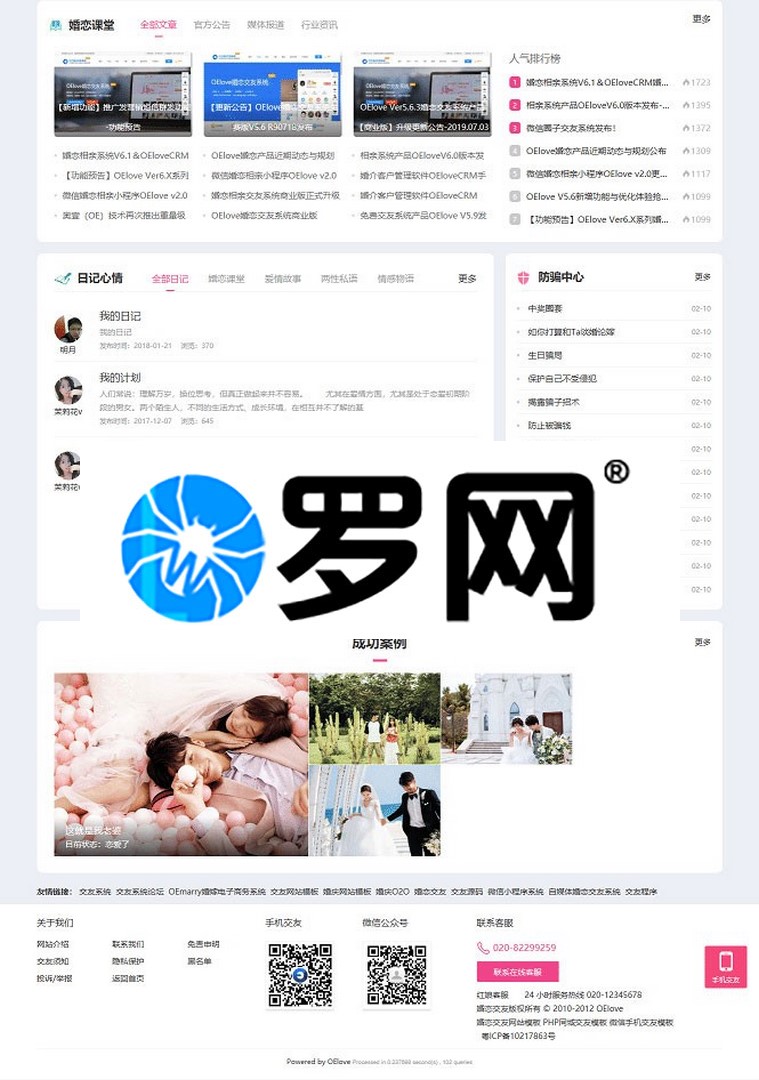 婚恋课堂 全部文章 官方公告 媒体报道 行业资讯 更多
【新增功能】推广友营销短信群发功能
-功能预告
【更新公告】OElove婚恋交友系统商
业版V5.6 R90718发布
OElove Ver5.6.3婚恋交友系统产品
【商业版】升级更新公告-2019.07.03
婚恋相亲系统V6.1＆OEloveCRM
【功能预告】OElove Ver6.X系列
微信婚恋相亲小程序OElove v2.0
奥宜（OE）技术再次推出重量级
OElove婚恋产品近期动态与规划
微信婚恋相亲小程序OElove v2.0
婚恋相亲交友系统商业版正式升级
OElove婚恋交友系统商业版
相亲系统产品OEloveV6.0版本发
婚介客户管理软件OEloveCRM手
婚介客户管理软件OEloveCRM
免费交友系统产品OElove V5.9发
人气排行榜
1 婚恋相亲系统V6.1＆OEloveCRM婚... 1723
2 相亲系统产品OEloveV6.0版本发布-... 1395
3 微信圈子交友系统发布！ 1372
4 OElove婚恋产品近期动态与规划公布 1309
5 微信婚恋相亲小程序OElove v2.0更... 1117
6 OElove V5.6新增功能与优化体验抢... 1099
7 【功能预告】OElove Ver6.X系列婚... 1099
日记心情 全部日记 婚恋课堂 爱情故事 两性私语 情感物语 更多
我的日记
我的日记
发布时间：2018-01-21 浏览：370
明月
我的计划
人们常说：理解万岁，换位思考，但真正做起来并不容易。 尤其在爱情方面，尤其是处于恋爱初期阶
段的男女。两个陌生人，不同的生活方式，成长环境，在相互并不了解的基
发布时间：2017-12-07 浏览：645
茉莉花v
茉莉花v
防骗中心 更多
中奖圈套 02-10
如你打算和Ta谈婚论嫁 02-10
生日骗局 02-10
保护自己不受侵犯 02-10
揭露骗子招术 02-10
防止被骗钱 02-10
02-10
02-10
02-10
02-10
02-10
02-10
02-10
罗网®
成功案例 更多
这就是我老婆
目前状态：恋爱了
友情链接： 交友系统 交友系统论坛 OEmarry婚嫁电子商务系统 交友网站模板 婚庆网站模板 婚庆O2O 婚恋交友 交友源码 微信小程序系统 自媒体婚恋交友系统 交友程序
关于我们
网站介绍 联系我们 免责申明
交友须知 隐私保护 黑名单
投诉/举报 返回首页
手机交友
微信公众号
联系客服
020-82299259
联系在线客服
红娘客服 24 小时服务热线 020-12345678
婚恋交友版权所有 © 2010-2012 OElove
婚恋交友网站模板 PHP同城交友模板 微信手机交友模板
粤ICP备10217863号
手机交友
Powered by OElove Processed in 0.237888 second(s) , 102 queries